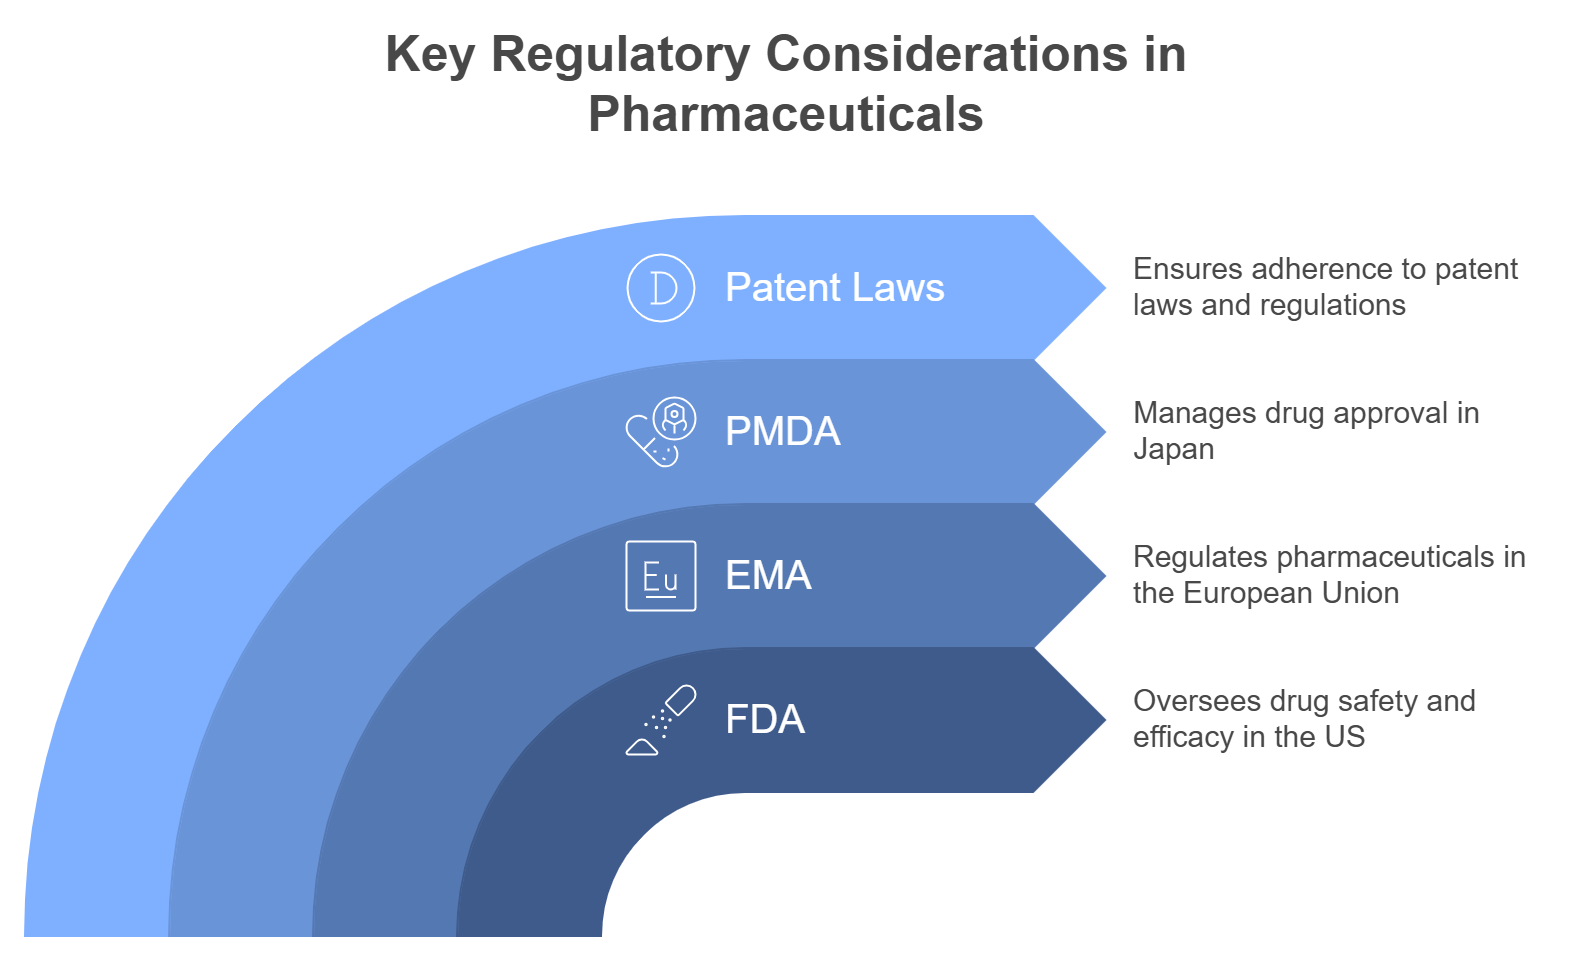 Key Regulatory Considerations in
Pharmaceuticals
D
Patent Laws
Ensures adherence to patent
laws and regulations
PMDA
Manages drug approval in
Japan
Eu
EMA
Regulates pharmaceuticals in
the European Union
FDA
Oversees drug safety and
efficacy in the US